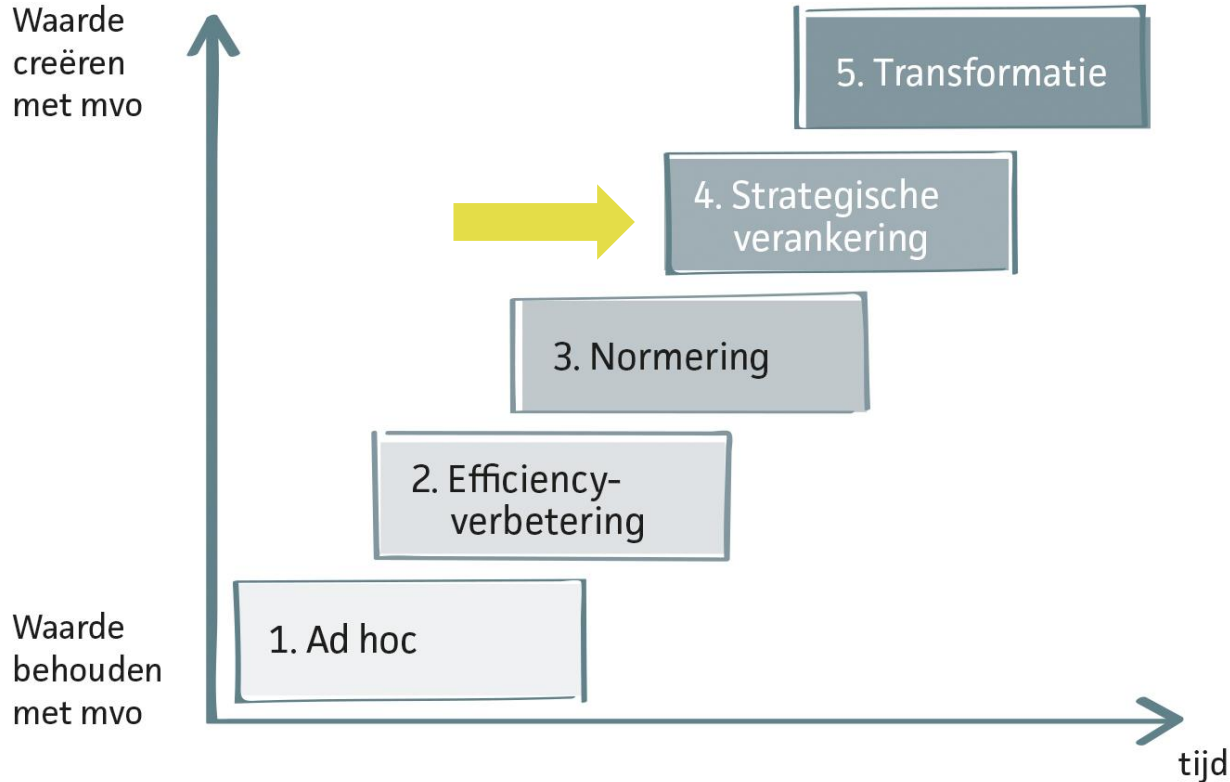 Waarde
creëren
met mvo
5. Transformatie
4. Strategische
verankering
3. Normering
2. Efficiency-
verbetering
1. Ad hoc
Waarde
behouden
met mvo
tijd